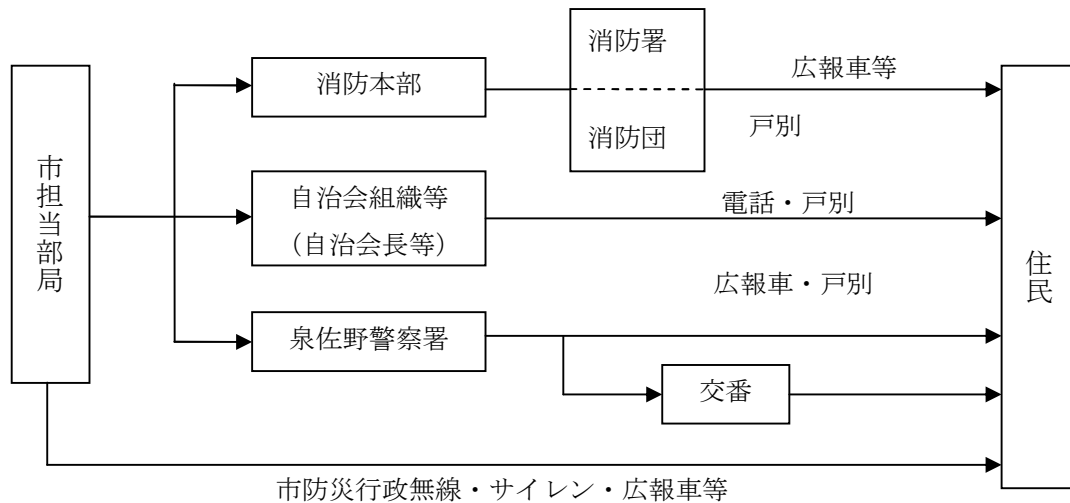 消防署
消防本部
広報車等
消防団
戸別
市担当部局
自治会組織等
(自治会長等)
電話・戸別
住民
広報車・戸別
泉佐野警察署
交番
市防災行政無線・サイレン・広報車等